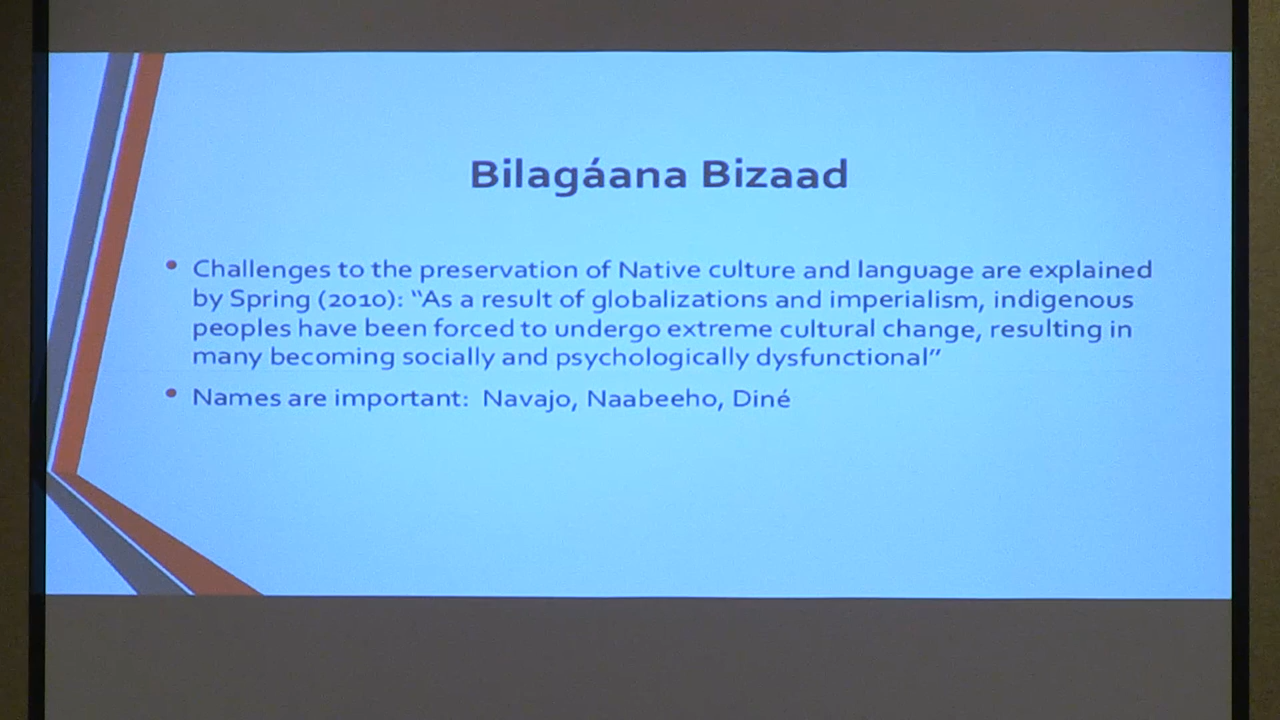 Bilagáana Bizaad
• Challenges to the preservation of Native culture and language are explained
by Spring (2010): “As a result of globalizations and imperialism, indigenous
peoples have been forced to undergo extreme cultural change, resulting in
many becoming socially and psychologically dysfunctional”
• Names are important:  Navajo, Naabeeho, Diné